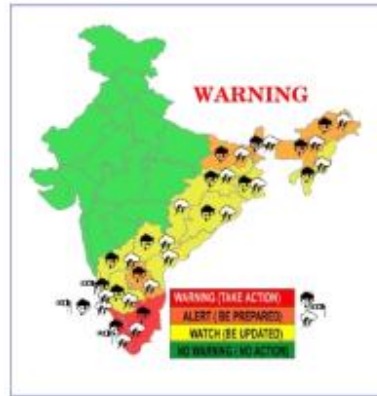 WARNING
WARNING (TAKE ACTION)
ALERT ( BE PREPARED)
WATCH (BE UPDATED)
NO WARNING ( NO ACTION)